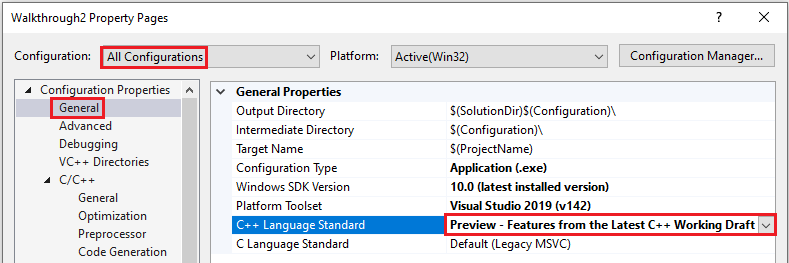 Walkthrough2 Property Pages
? ×
Configuration: All Configurations Platform: Active(Win32) Configuration Manager...
Configuration Properties
General
Advanced
Debugging
VC++ Directories
C/C++
General
Optimization
Preprocessor
Code Generation
General Properties
Output Directory $(SolutionDir)$(Configuration)\
Intermediate Directory $(Configuration)\
Target Name $(ProjectName)
Configuration Type Application (.exe)
Windows SDK Version 10.0 (latest installed version)
Platform Toolset Visual Studio 2019 (v142)
C++ Language Standard Preview - Features from the Latest C++ Working Draft
C Language Standard Default (Legacy MSVC)